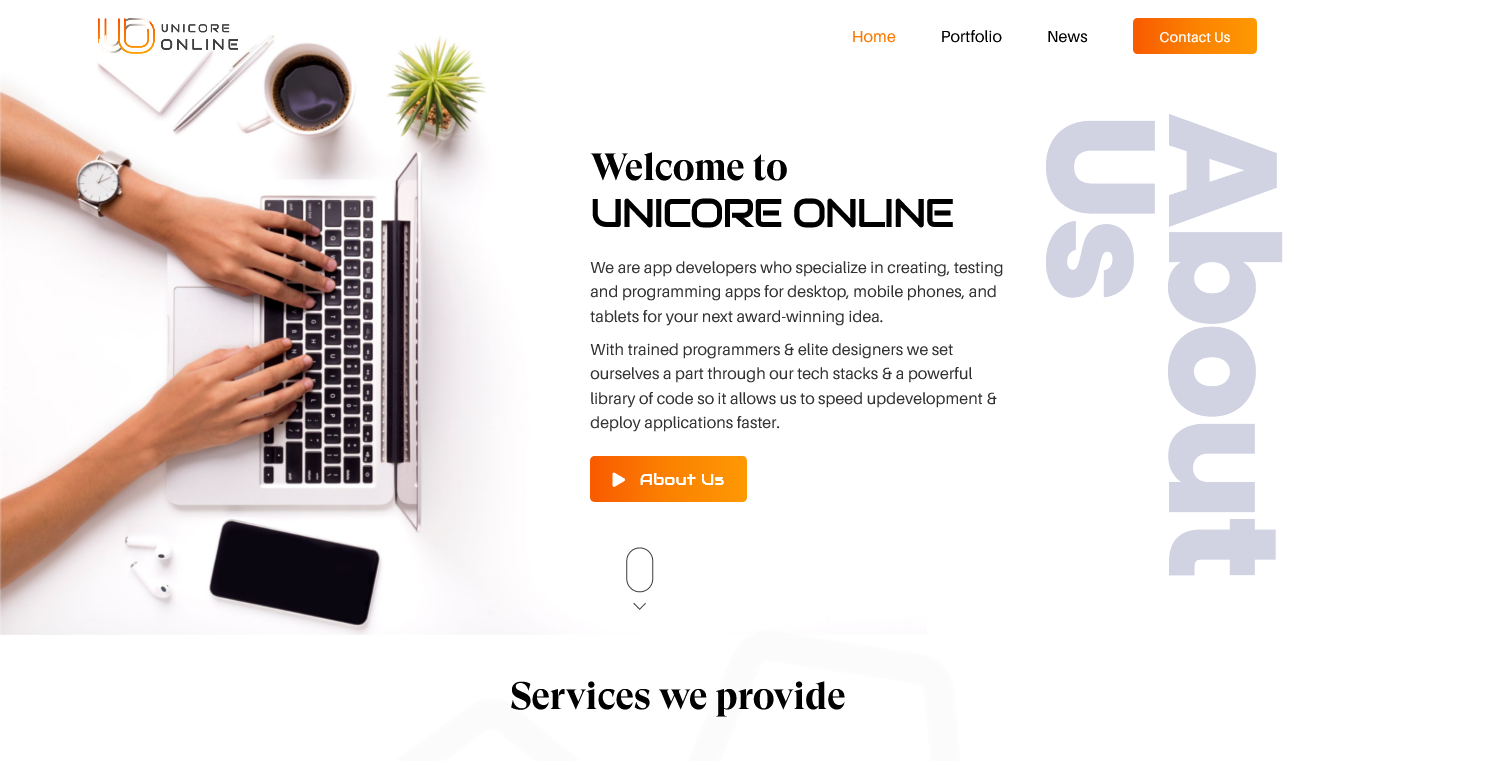 UNICORE
ONLINE
Home
Portfolio
News
Contact Us
Welcome to
UNICORE ONLINE
We are app developers who specialize in creating, testing
and programming apps for desktop, mobile phones, and
tablets for your next award-winning idea.
With trained programmers & elite designers we set
ourselves a part through our tech stacks & a powerful
library of code so it allows us to speed updevelopment &
deploy applications faster.
About Us
About
Us
Services we provide